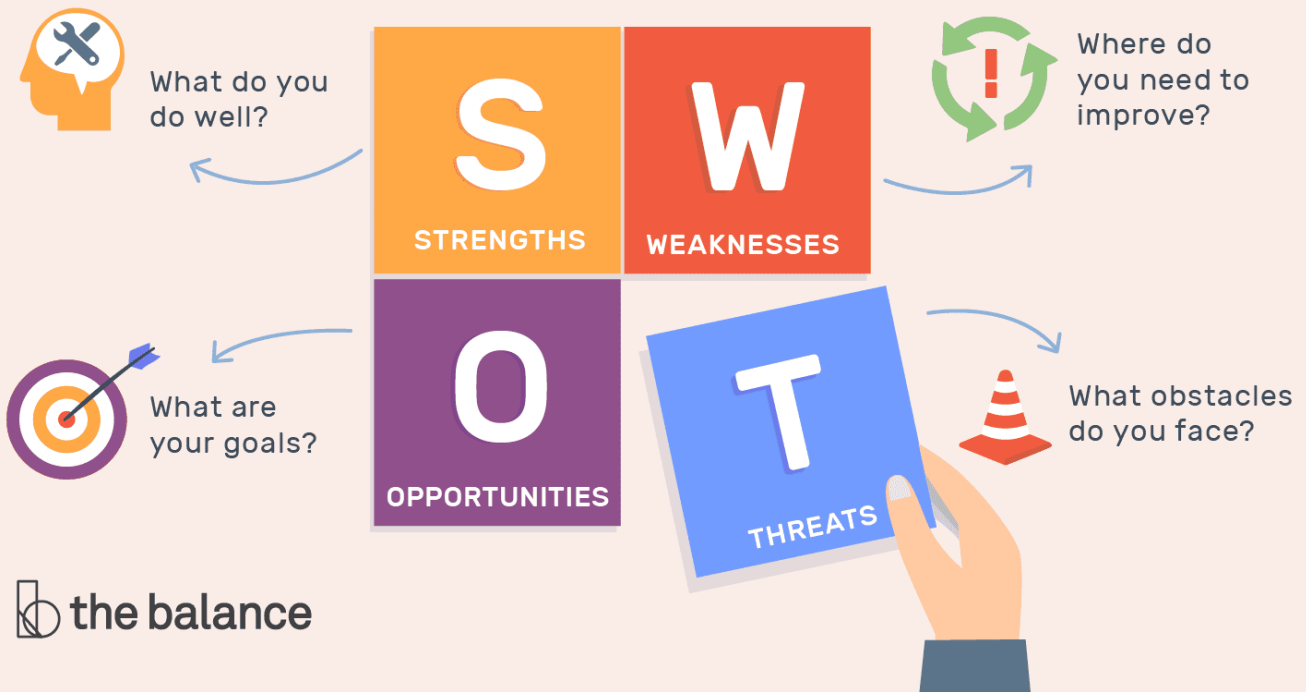 What do you
do well?
S
STRENGTHS
W
WEAKNESSES
!
Where do
you need to
improve?
What are
your goals?
O
OPPORTUNITIES
T
THREATS
What obstacles
do you face?
b the balance